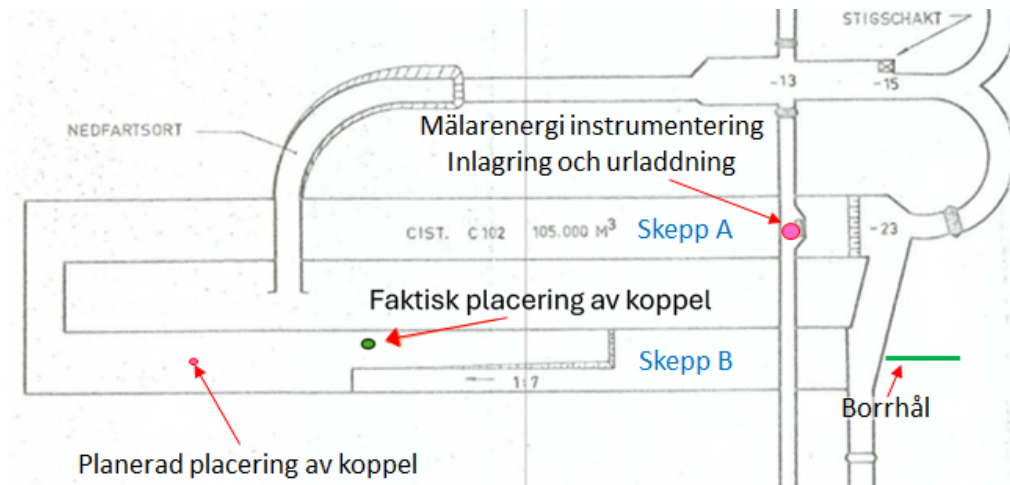 STIGSCHAKT
-13
-15
NEDFARTSORT
Mälarenergi instrumentering
Inlagring och urladdning
CIST. C 102 105.000 M³
Skepp A
-23
Faktisk placering av koppel
Skepp B
1:7
Borrhål
Planerad placering av koppel